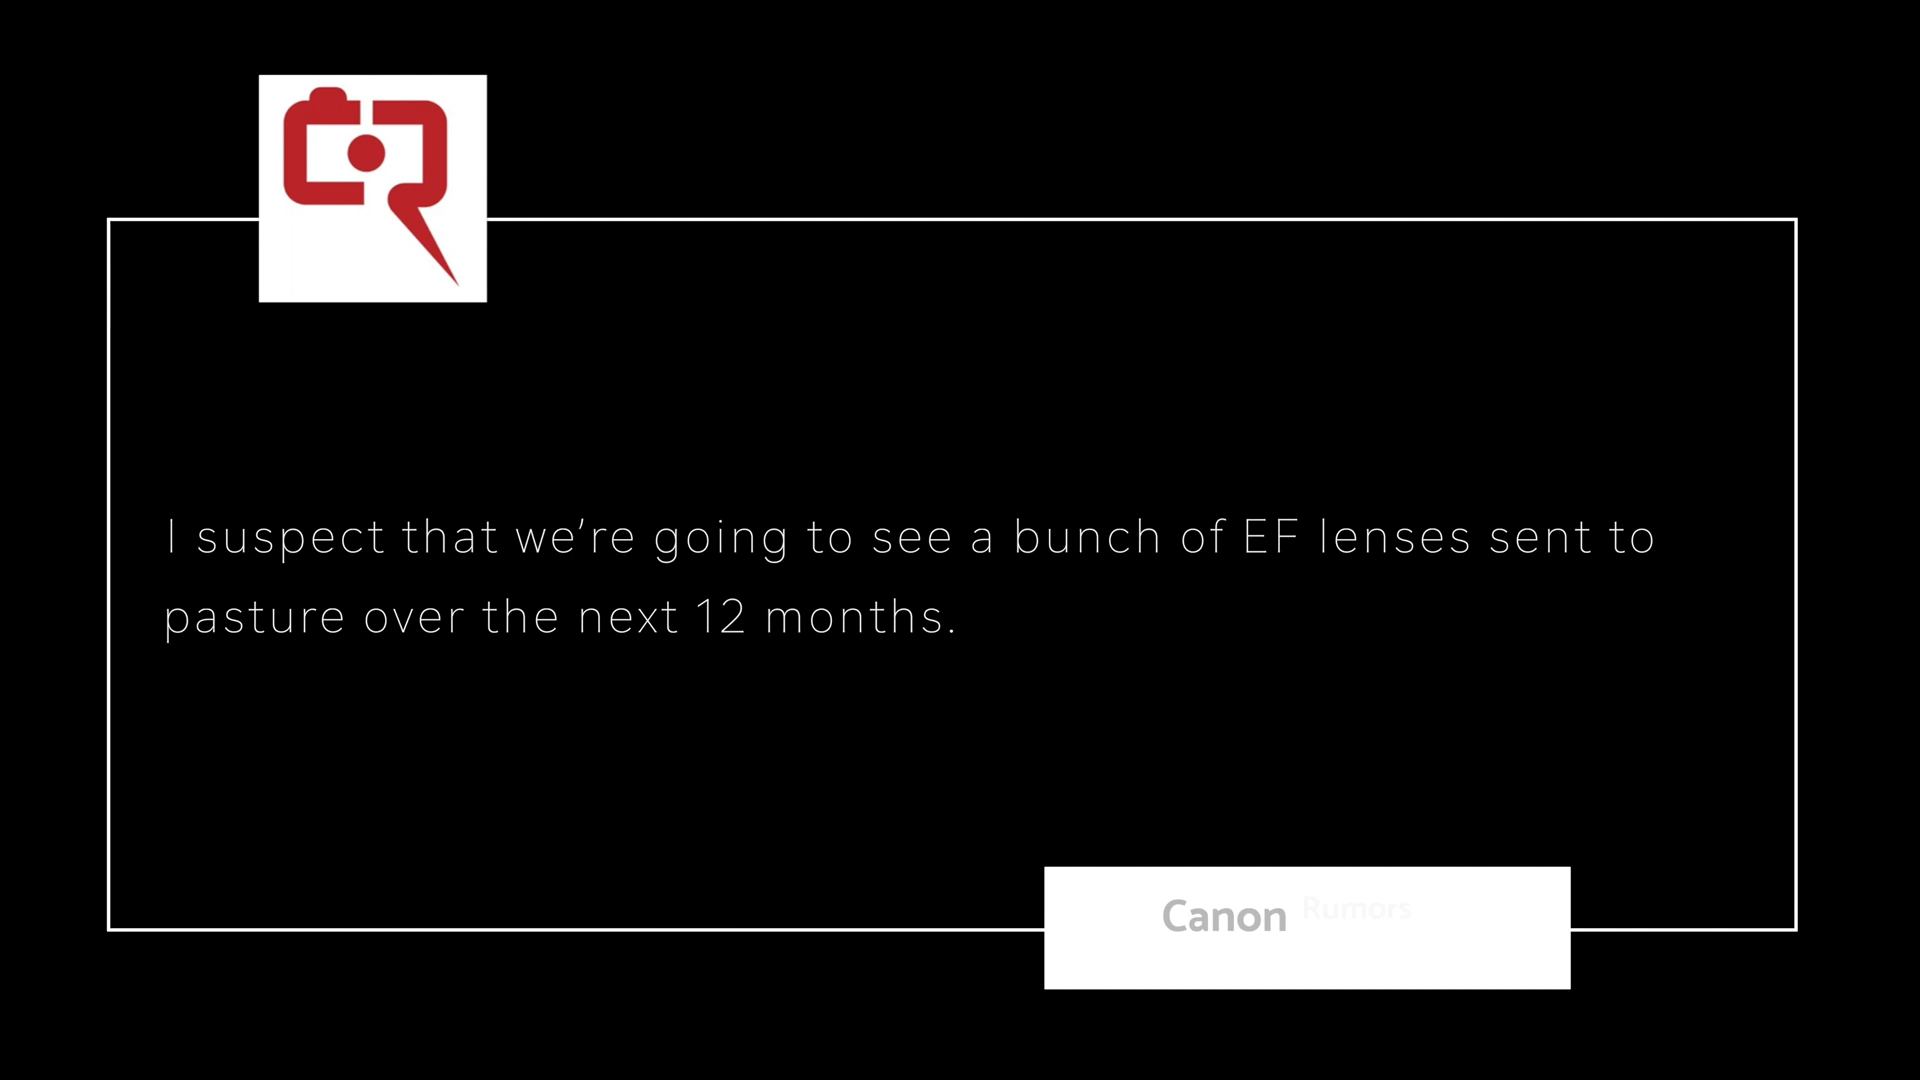 I suspect that we’re going to see a bunch of EF lenses sent to
pasture over the next 12 months.
Canon Rumors